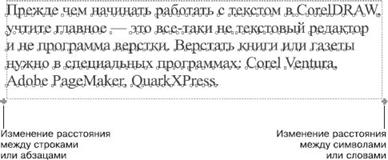 Прежде чем начинать работать с текстом в CorelDRAW,
учтите главное — это все-таки не текстовый редактор
и не программа верстки. Верстать книги или газеты
нужно в специальных программах: Corel Ventura,
Adobe PageMaker, QuarkXPress.
Изменение расстояния
между строками
или абзацами
Изменение расстояния
между символами
или словами